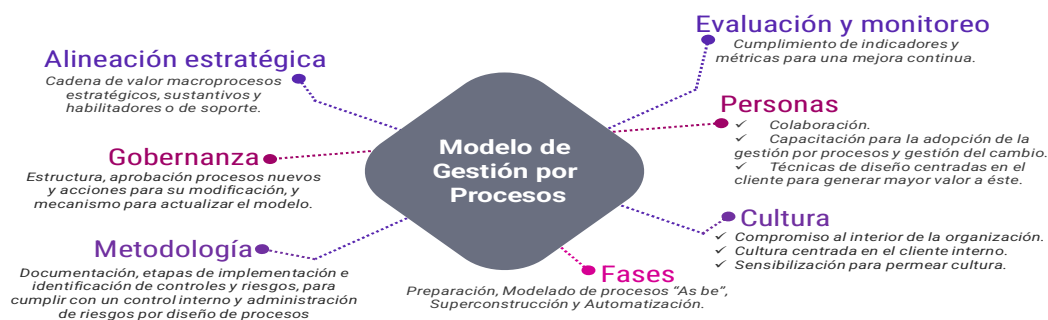 Alineación estratégica
Cadena de valor macroprocesos
estratégicos, sustantivos y
habilitadores o de soporte.
Gobernanza
Estructura, aprobación procesos nuevos
y acciones para su modificación, y
mecanismo para actualizar el modelo.
Metodología
Documentación, etapas de implementación e
identificación de controles y riesgos, para
cumplir con un control interno y administración
de riesgos por diseño de procesos
Modelo de
Gestión por
Procesos
Evaluación y monitoreo
Cumplimiento de indicadores y
métricas para una mejora continua.
Personas
✓ Colaboración.
✓ Capacitación para la adopción de la
gestión por procesos y gestión del cambio.
✓ Técnicas de diseño centradas en el
cliente para generar mayor valor a éste.
Cultura
✓ Compromiso al interior de la organización.
✓ Cultura centrada en el cliente interno.
✓ Sensibilización para permear cultura.
Fases
Preparación, Modelado de procesos “As be”,
Superconstrucción y Automatización.